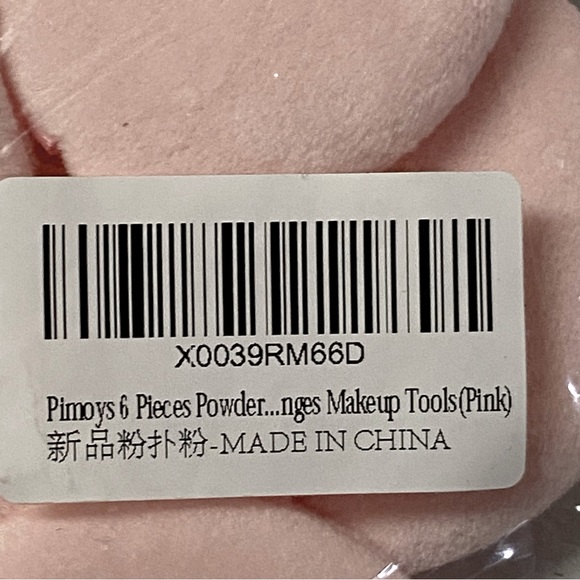 X0039RM66D
Pimoys 6 Pieces Powder...nges Makeup Tools(Pink)
新品粉扑粉-MADE IN CHINA